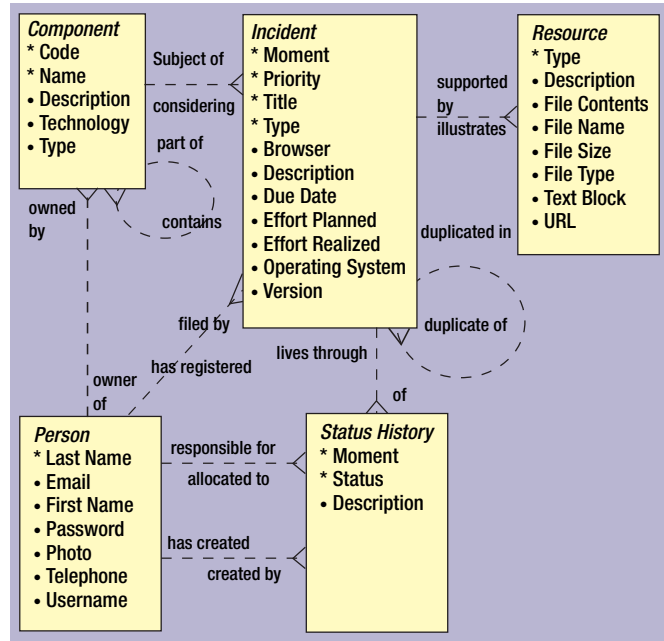 Component
* Code
* Name
• Description
• Technology
• Type
Subject of
considering
part of
contains
Incident
* Moment
* Priority
* Title
* Type
• Browser
• Description
• Due Date
• Effort Planned
• Effort Realized
• Operating System
• Version
supported
by
illustrates
Resource
* Type
• Description
• File Contents
• File Name
• File Size
• File Type
• Text Block
• URL
owned
by
duplicated in
duplicate of
filed by
has registered
lives through
of
owner
of
Person
* Last Name
• Email
• First Name
• Password
• Photo
• Telephone
• Username
responsible for
allocated to
has created
created by
Status History
* Moment
* Status
• Description